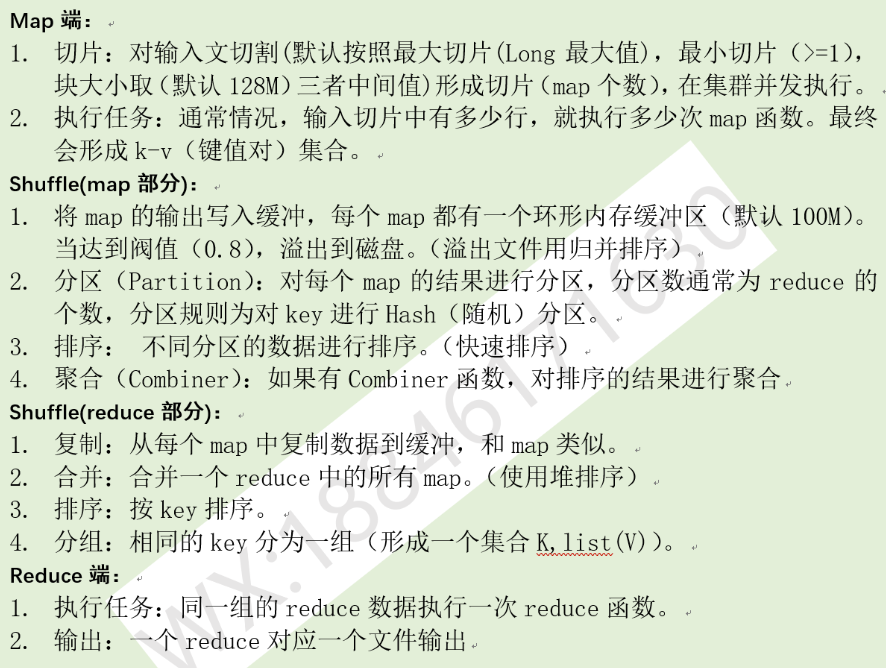 Map 端：
1. 切片：对输入文切割(默认按照最大切片(Long 最大值)，最小切片（>=1)，
块大小取（默认 128M）三者中间值)形成切片（map 个数)，在集群并发执行。
2. 执行任务：通常情况，输入切片中有多少行，就执行多少次 map 函数。最终
会形成 k-v（键值对）集合。
Shuffle(map 部分)：
1. 将 map 的输出写入缓冲，每个 map 都有一个环形内存缓冲区（默认 100M)。
当达到阀值（0.8)，溢出到磁盘。（溢出文件用归并排序）
2. 分区（Partition)：对每个 map 的结果进行分区，分区数通常为 reduce 的
个数，分区规则为对 key 进行 Hash（随机）分区。
3. 排序： 不同分区的数据进行排序。（快速排序）
4. 聚合（Combiner)：如果有 Combiner 函数，对排序的结果进行聚合
Shuffle(reduce 部分)：
1. 复制：从每个 map 中复制数据到缓冲，和 map 类似。
2. 合并：合并一个 reduce 中的所有 map。（使用堆排序）
3. 排序：按 key 排序。
4. 分组：相同的 key 分为一组（形成一个集合 K,list(V))。
Reduce 端：
1. 执行任务：同一组的 reduce 数据执行一次 reduce 函数。
2. 输出：一个 reduce 对应一个文件输出
WX:18846171630